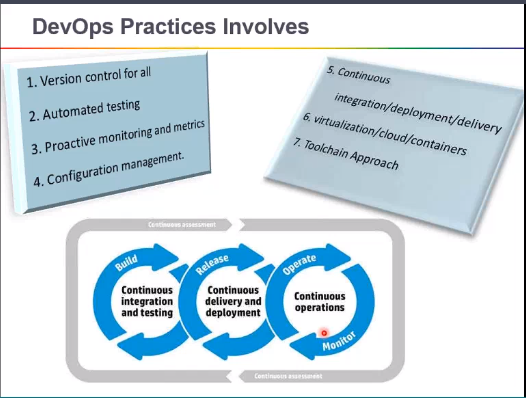 DevOps Practices Involves
1. Version control for all
2. Automated testing
3. Proactive monitoring and metrics
4. Configuration management.
5. Continuous
integration/deployment/delivery
6. virtualization/cloud/containers
7. Toolchain Approach
Continuous assessment
Build
Release
Operate
Continuous
integration
and testing
Continuous
delivery and
deployment
Continuous
operations
Monitor
Continuous assessment